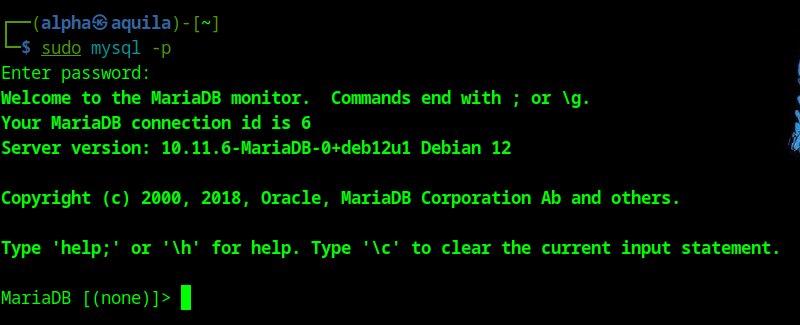 ┌──(alpha㉿aquila)-[~]
└─$ sudo mysql -p
Enter password:
Welcome to the MariaDB monitor.  Commands end with ; or \g.
Your MariaDB connection id is 6
Server version: 10.11.6-MariaDB-0+deb12u1 Debian 12

Copyright (c) 2000, 2018, Oracle, MariaDB Corporation Ab and others.

Type 'help;' or '\h' for help. Type '\c' to clear the current input statement.

MariaDB [(none)]>